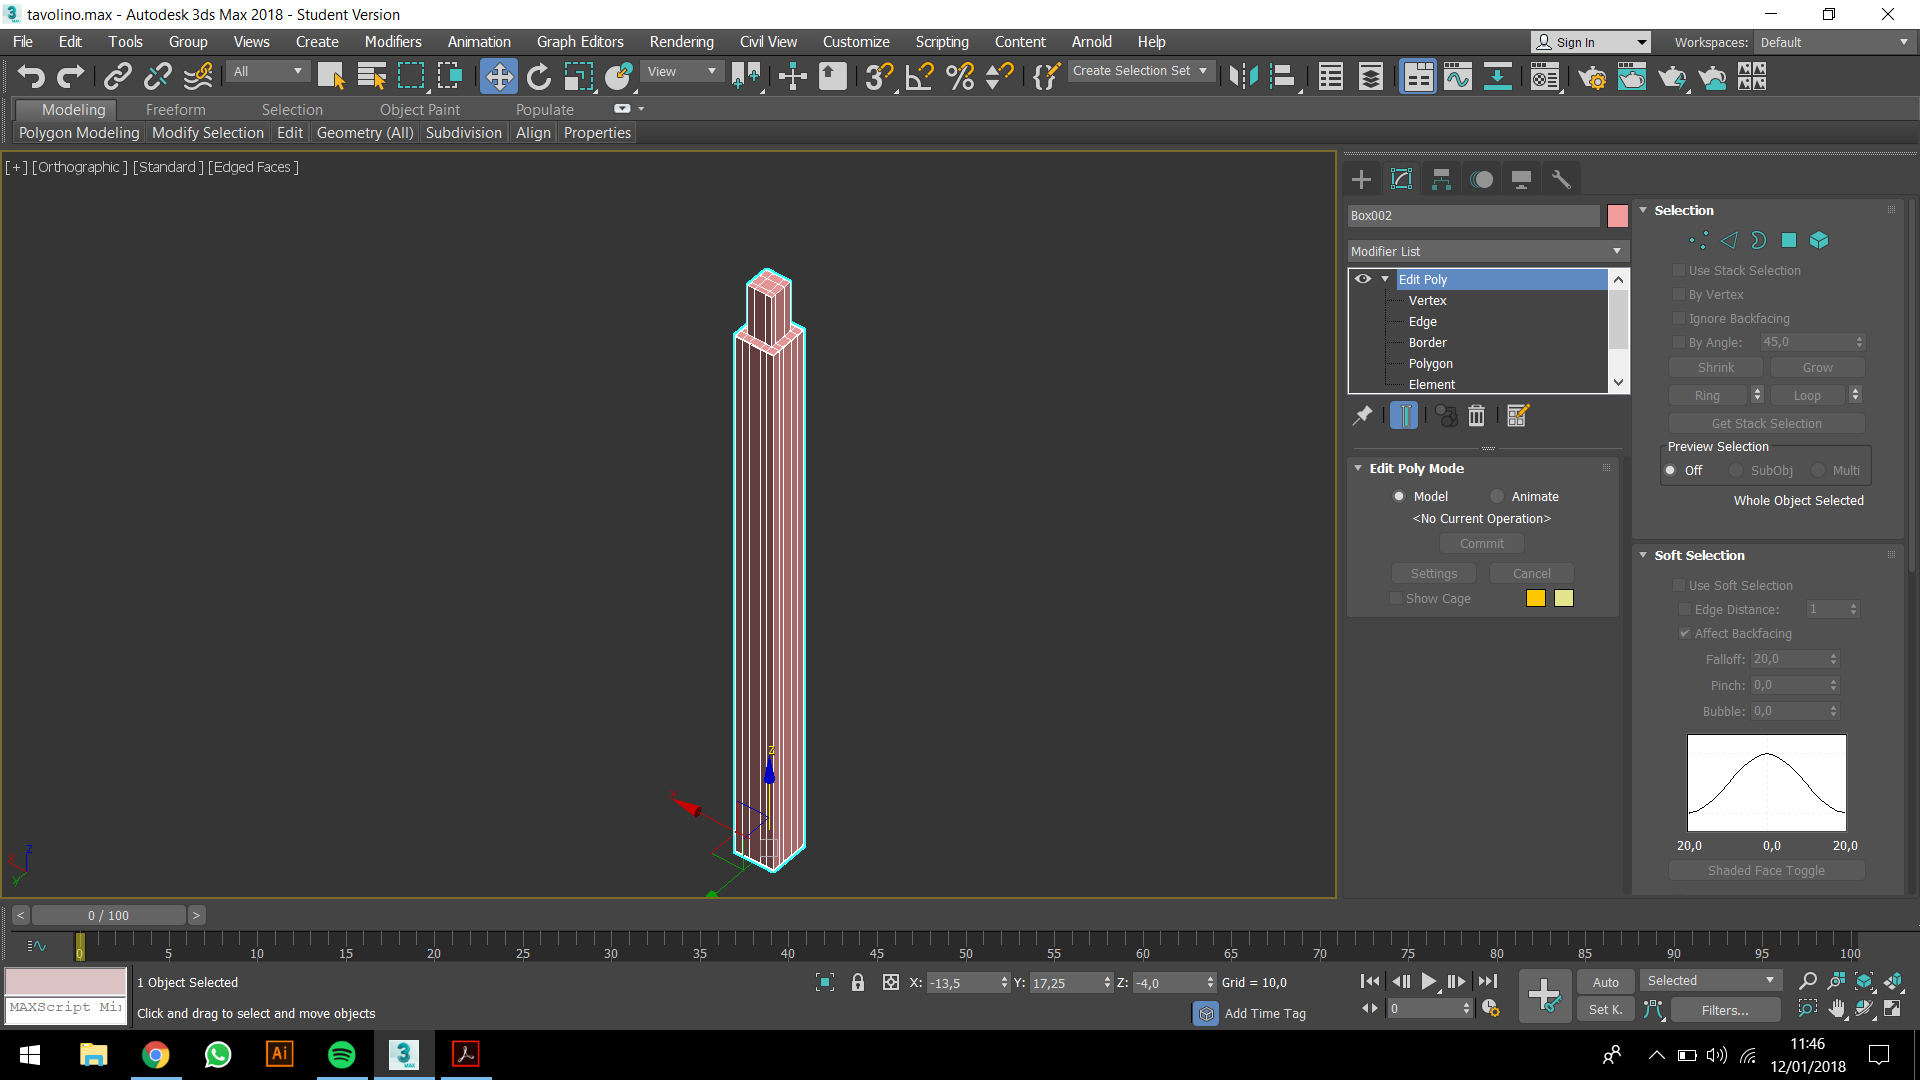 tavolino.max - Autodesk 3ds Max 2018 - Student Version
File Edit Tools Group Views Create Modifiers Animation Graph Editors Rendering Civil View Customize Scripting Content Arnold Help Sign In Workspaces: Default
All View Create Selection Set
Modeling Freeform Selection Object Paint Populate
Polygon Modeling Modify Selection Edit Geometry (All) Subdivision Align Properties
[ + ] [Orthographic ] [Standard ] [Edged Faces ]
Box002
Modifier List
Edit Poly
Vertex
Edge
Border
Polygon
Element
Edit Poly Mode
Model Animate
<No Current Operation>
Commit
Settings Cancel
Show Cage
Selection
Use Stack Selection
By Vertex
Ignore Backfacing
By Angle: 45,0
Shrink Grow
Ring Loop
Get Stack Selection
Preview Selection
Off SubObj Multi
Whole Object Selected
Soft Selection
Use Soft Selection
Edge Distance: 1
Affect Backfacing
Falloff: 20,0
Pinch: 0,0
Bubble: 0,0
20,0 0,0 20,0
Shaded Face Toggle
z
x
z
x
y
< 0 / 100 >
0 5 10 15 20 25 30 35 40 45 50 55 60 65 70 75 80 85 90 95 100
1 Object Selected X: -13,5 Y: 17,25 Z: -4,0 Grid = 10,0 Auto Selected
MAXScript Mi
Click and drag to select and move objects Add Time Tag 0 Set K. Filters...
11:46
12/01/2018